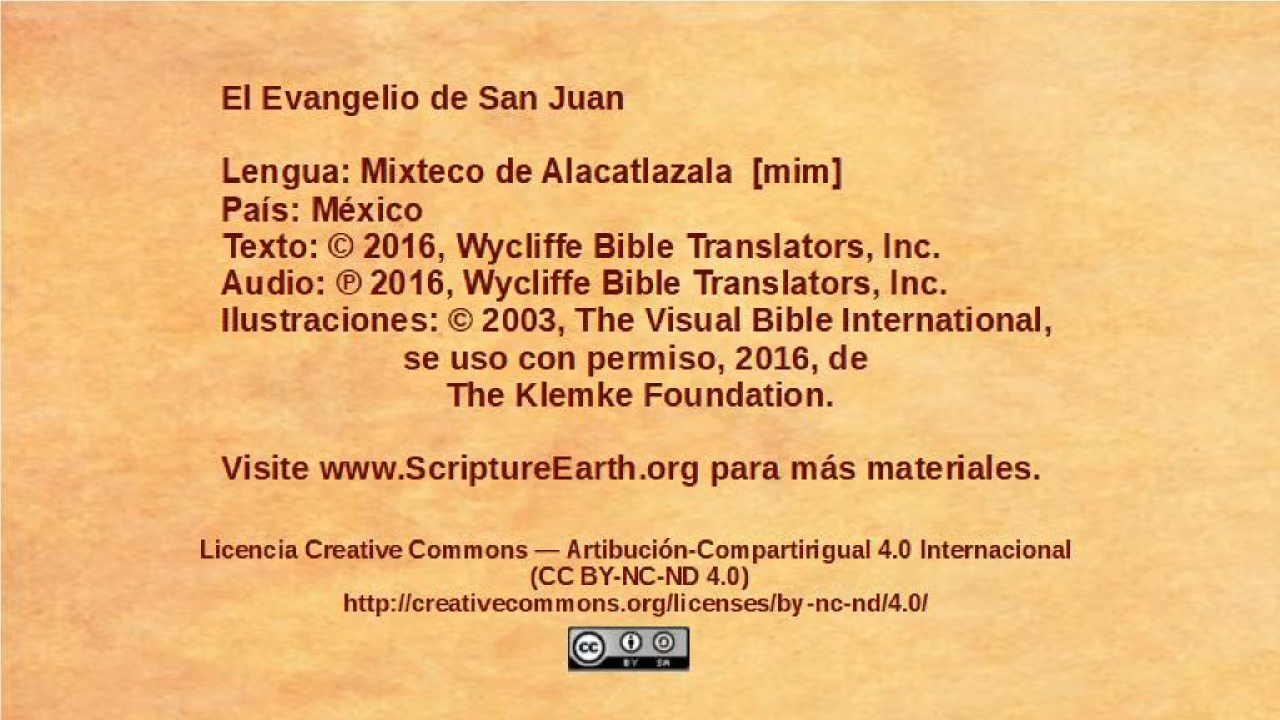 El Evangelio de San Juan
Lengua: Mixteco de Alacatlazala [mim]
País: México
Texto: © 2016, Wycliffe Bible Translators, Inc.
Audio: ℗ 2016, Wycliffe Bible Translators, Inc.
Ilustraciones: © 2003, The Visual Bible International,
se uso con permiso, 2016, de
The Klemke Foundation.
Visite www.ScriptureEarth.org para más materiales.
Licencia Creative Commons — Artibución-Compartirigual 4.0 Internacional
(CC BY-NC-ND 4.0)
http://creativecommons.org/licenses/by-nc-nd/4.0/
cc BY SA